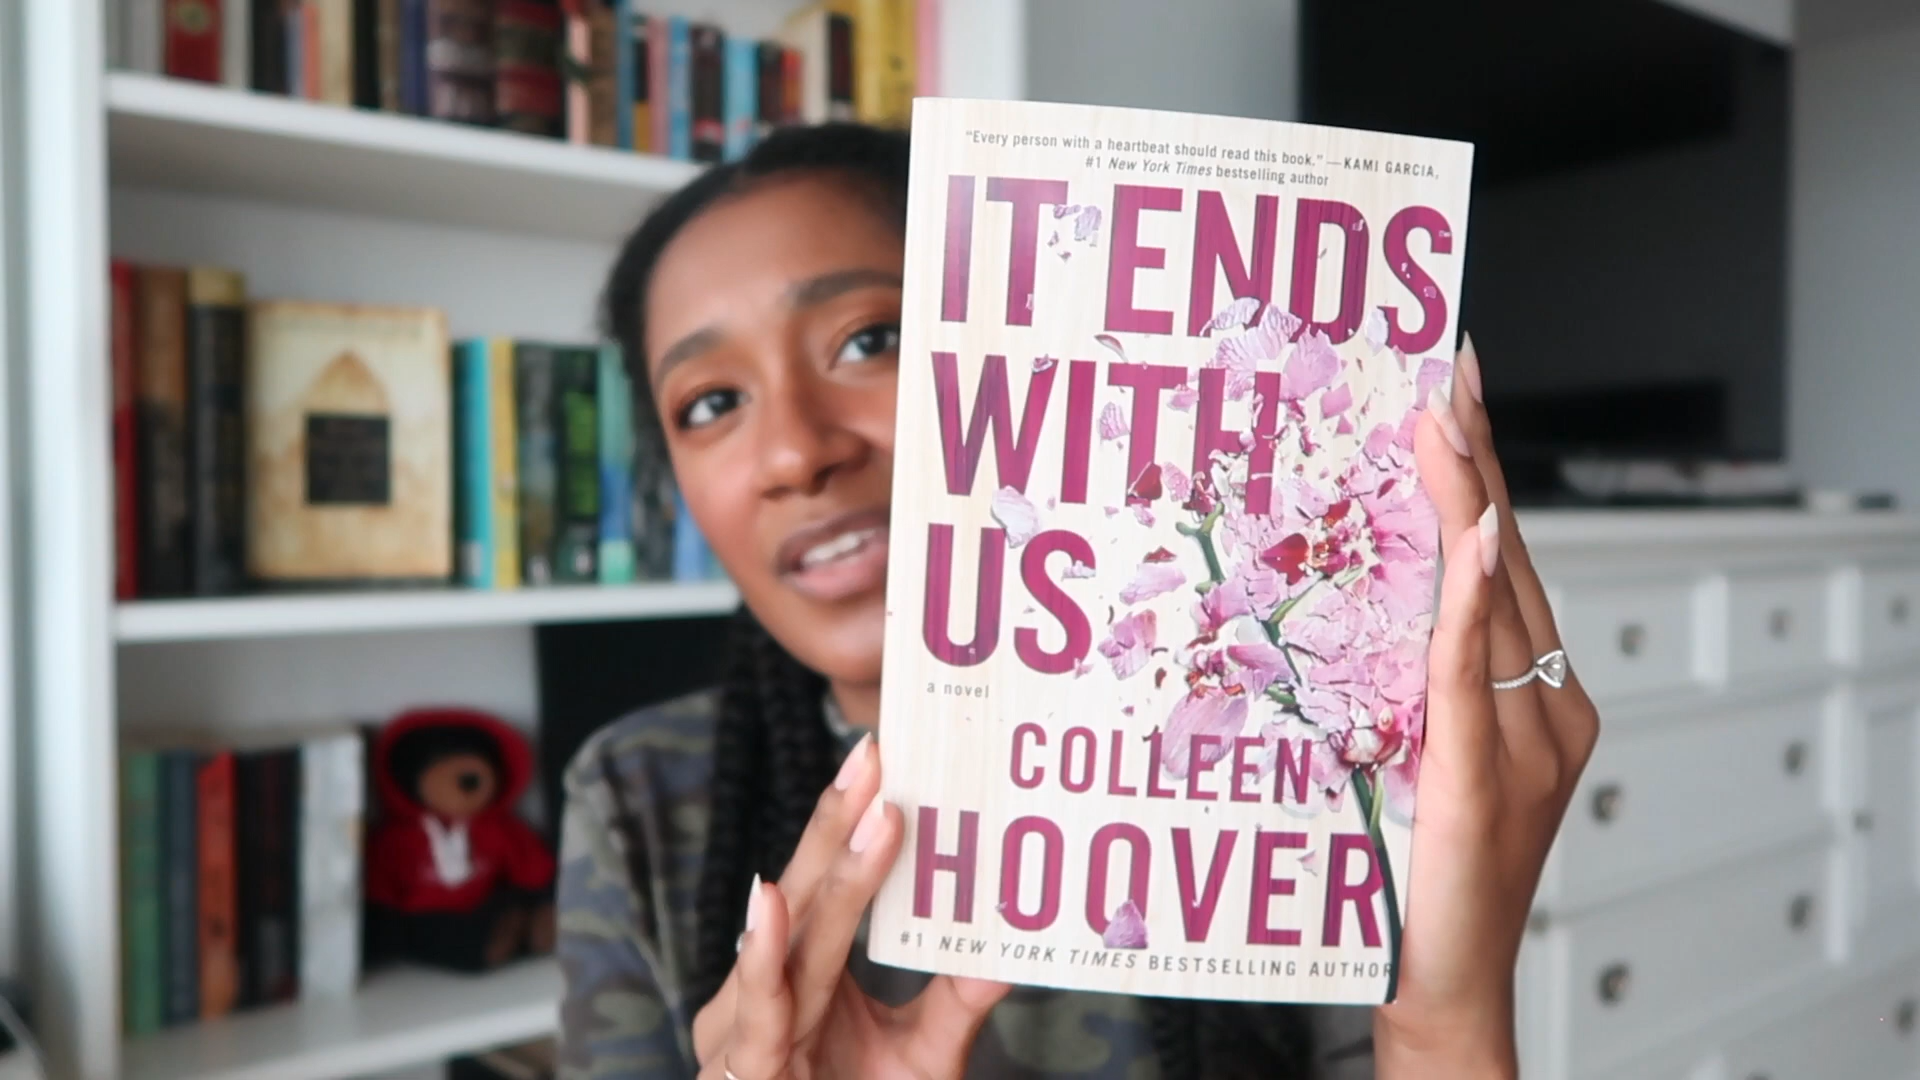 “Every person with a heartbeat should read this book.” — KAMI GARCIA,
#1 New York Times bestselling author
IT ENDS
WITH
US
a novel
COLLEEN
HOOVER
#1 NEW YORK TIMES BESTSELLING AUTHOR